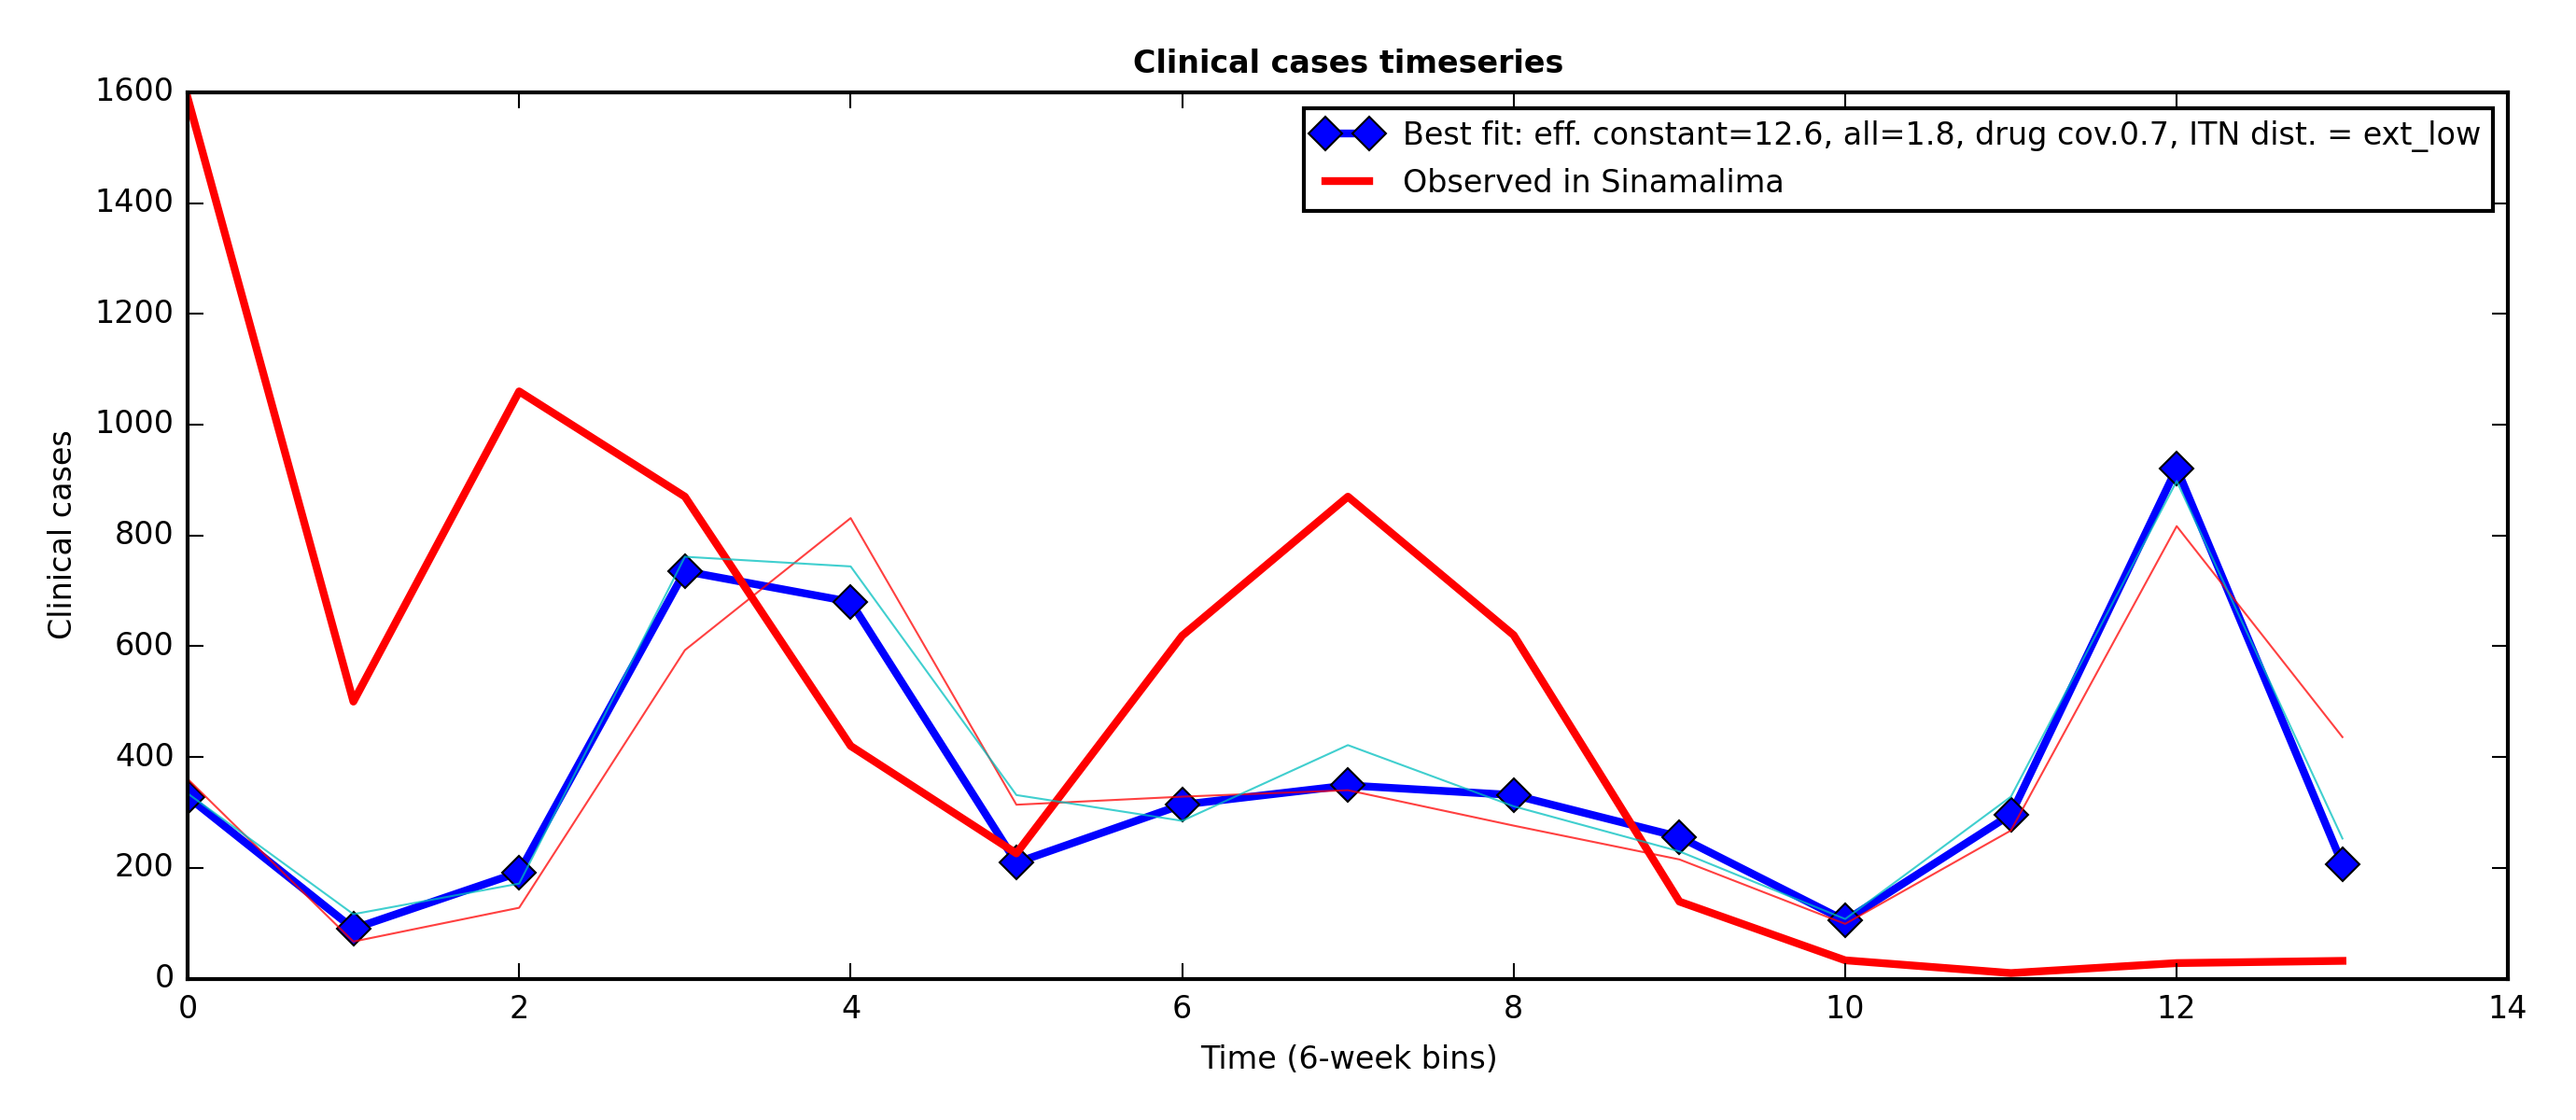 Clinical cases timeseries
Best fit: eff. constant=12.6, all=1.8, drug cov.0.7, ITN dist. = ext_low
Observed in Sinamalima
1600
1400
1200
1000
800
600
400
200
0
Clinical cases
0 2 4 6 8 10 12 14
Time (6-week bins)